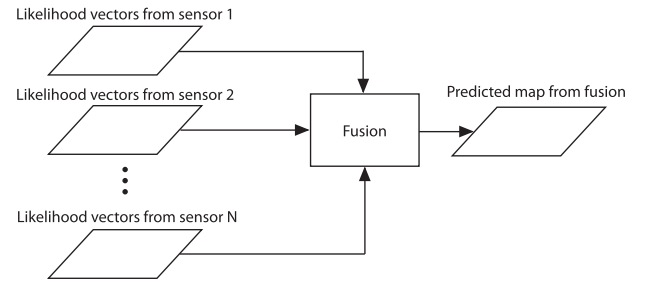 Likelihood vectors from sensor 1
Likelihood vectors from sensor 2
Predicted map from fusion
Fusion
Likelihood vectors from sensor N